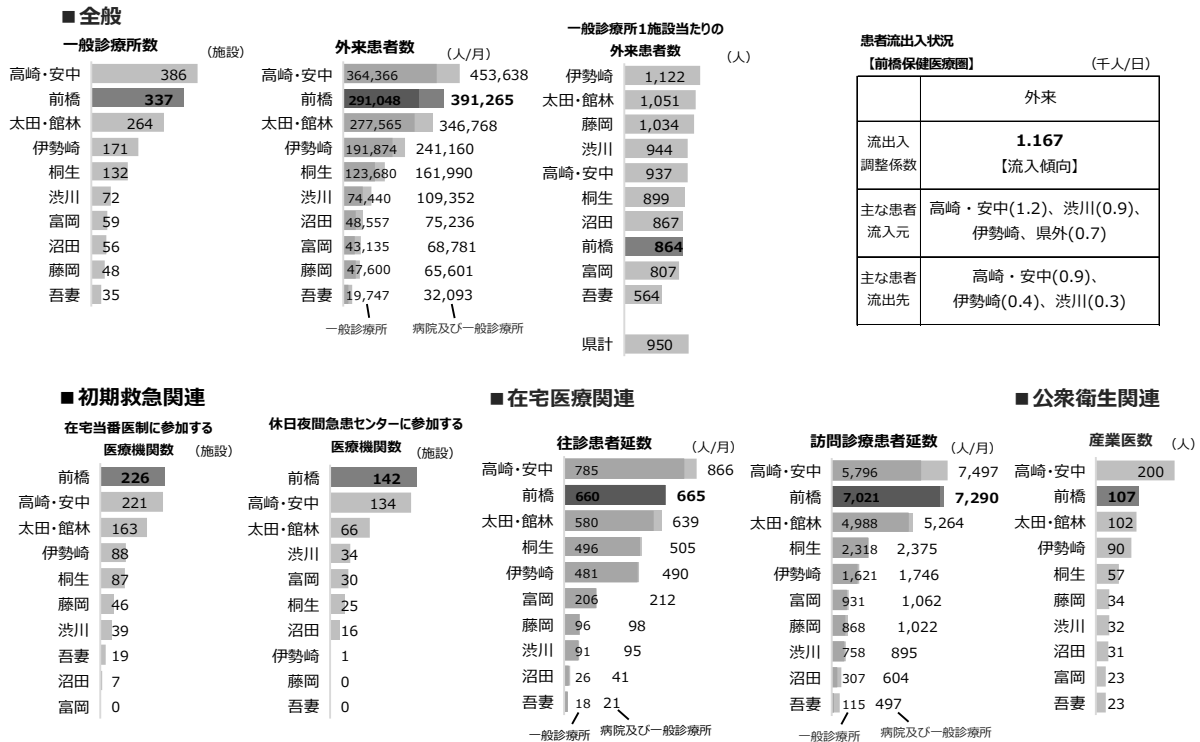 ■全般
一般診療所数 (施設)
高崎・安中 386
前橋 337
太田・館林 264
伊勢崎 171
桐生 132
渋川 72
富岡 59
沼田 56
藤岡 48
吾妻 35
外来患者数 (人/月)
高崎・安中 364,366 453,638
前橋 291,048 391,265
太田・館林 277,565 346,768
伊勢崎 191,874 241,160
桐生 123,680 161,990
渋川 74,440 109,352
沼田 48,557 75,236
富岡 43,135 68,781
藤岡 47,600 65,601
吾妻 19,747 32,093
一般診療所 病院及び一般診療所
一般診療所1施設当たりの
外来患者数 (人)
伊勢崎 1,122
太田・館林 1,051
藤岡 1,034
渋川 944
高崎・安中 937
桐生 899
沼田 867
前橋 864
富岡 807
吾妻 564
県計 950
患者流出入状況
【前橋保健医療圏】 (千人/日)
外来
流出入
調整係数
1.167
【流入傾向】
主な患者
流入元
高崎・安中(1.2)、渋川(0.9)、
伊勢崎、県外(0.7)
主な患者
流出先
高崎・安中(0.9)、
伊勢崎(0.4)、渋川(0.3)
■初期救急関連
在宅当番医制に参加する
医療機関数 (施設)
前橋 226
高崎・安中 221
太田・館林 163
伊勢崎 88
桐生 87
藤岡 46
渋川 39
吾妻 19
沼田 7
富岡 0
休日夜間急患センターに参加する
医療機関数 (施設)
前橋 142
高崎・安中 134
太田・館林 66
渋川 34
富岡 30
桐生 25
沼田 16
伊勢崎 1
藤岡 0
吾妻 0
■在宅医療関連
往診患者延数 (人/月)
高崎・安中 785 866
前橋 660 665
太田・館林 580 639
桐生 496 505
伊勢崎 481 490
富岡 206 212
藤岡 96 98
渋川 91 95
沼田 26 41
吾妻 18 21
一般診療所 病院及び一般診療所
訪問診療患者延数 (人/月)
高崎・安中 5,796 7,497
前橋 7,021 7,290
太田・館林 4,988 5,264
桐生 2,318 2,375
伊勢崎 1,621 1,746
富岡 931 1,062
藤岡 868 1,022
渋川 758 895
沼田 307 604
吾妻 115 497
一般診療所 病院及び一般診療所
■公衆衛生関連
産業医数 (人)
高崎・安中 200
前橋 107
太田・館林 102
伊勢崎 90
桐生 57
藤岡 34
渋川 32
沼田 31
富岡 23
吾妻 23